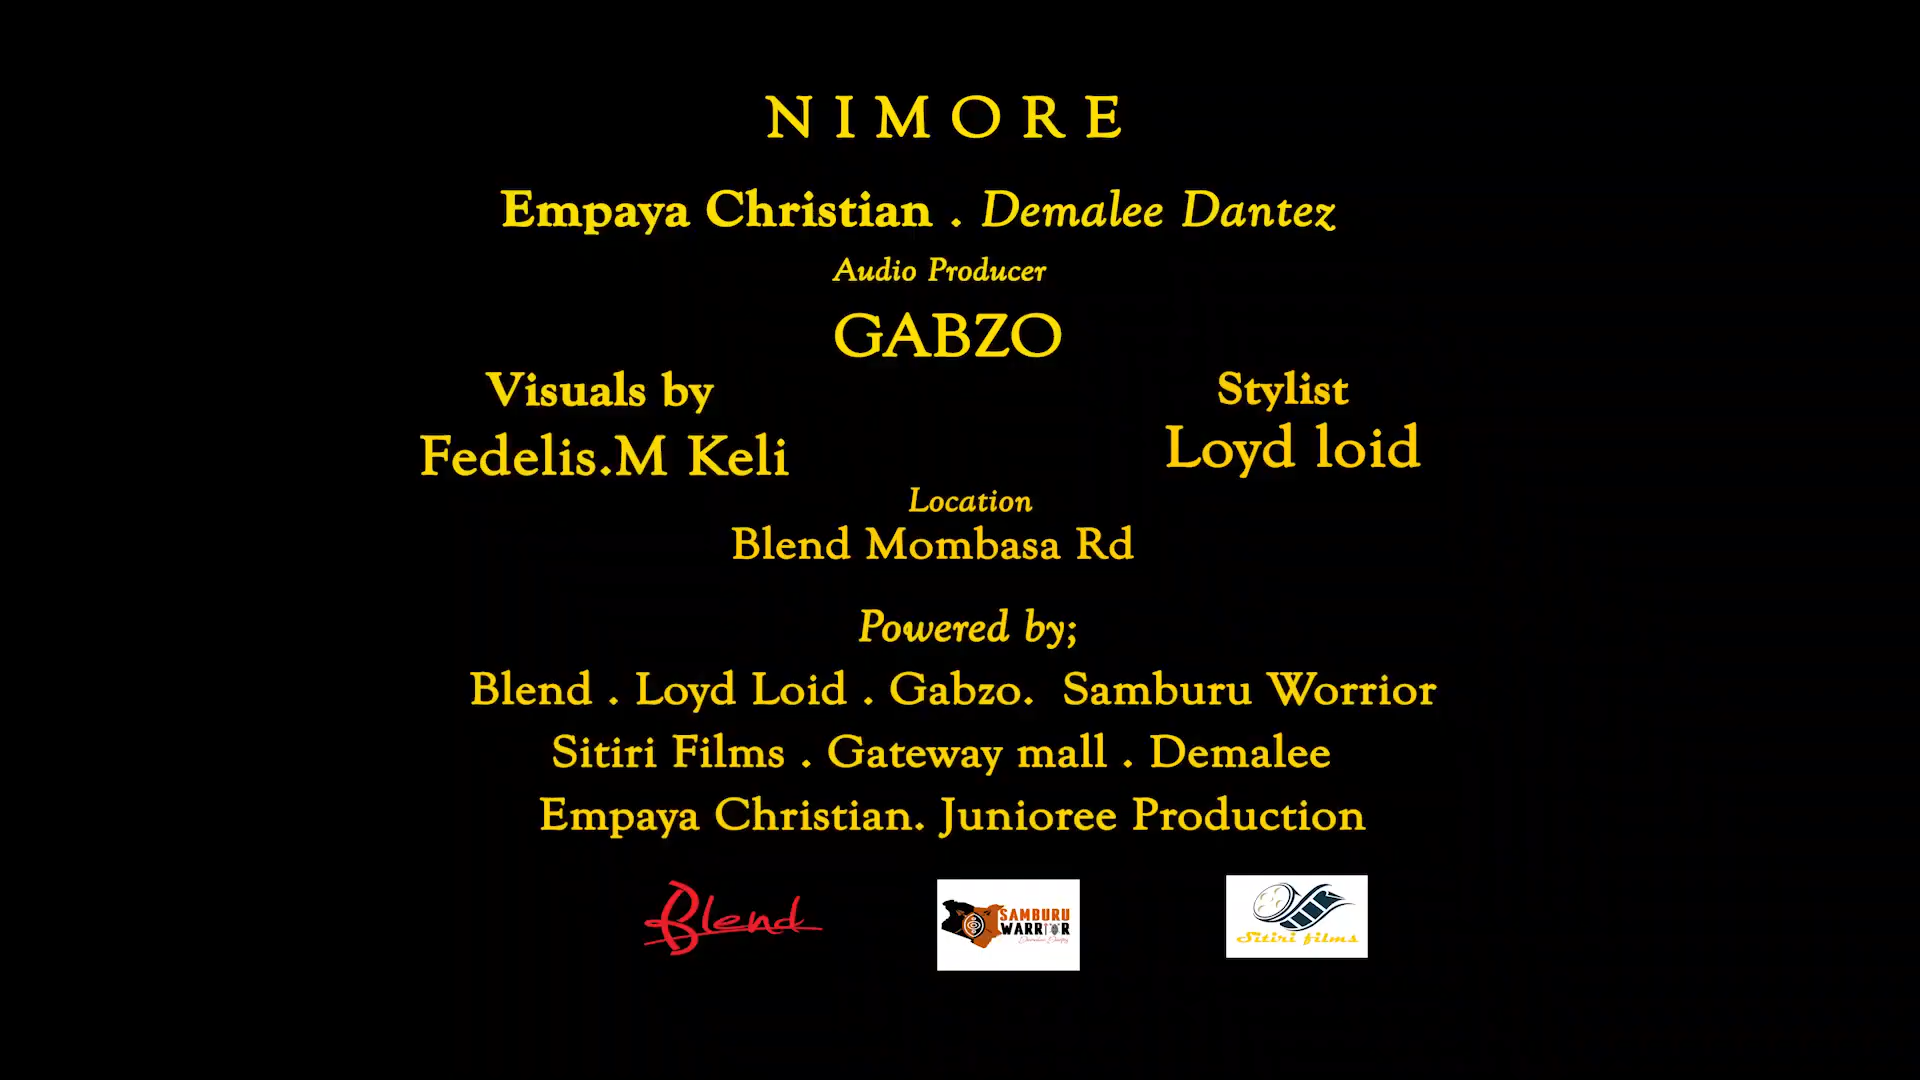 NIMORE
Empaya Christian . Demalee Dantez
Audio Producer
GABZO
Visuals by
Fedelis.M Keli
Stylist
Loyd loid
Location
Blend Mombasa Rd
Powered by;
Blend . Loyd Loid . Gabzo. Samburu Worrior
Sitiri Films . Gateway mall . Demalee
Empaya Christian. Junioree Production
Blend
SAMBURU
WARRIOR
Sitiri films